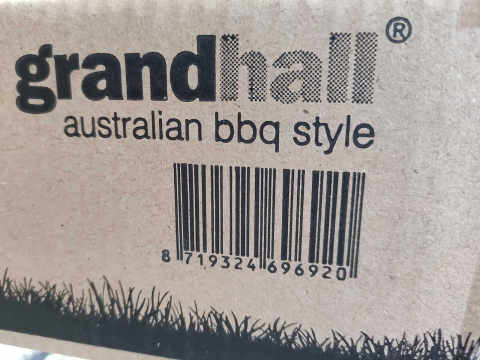 grandhall®
australian bbq style
8 719324 696920